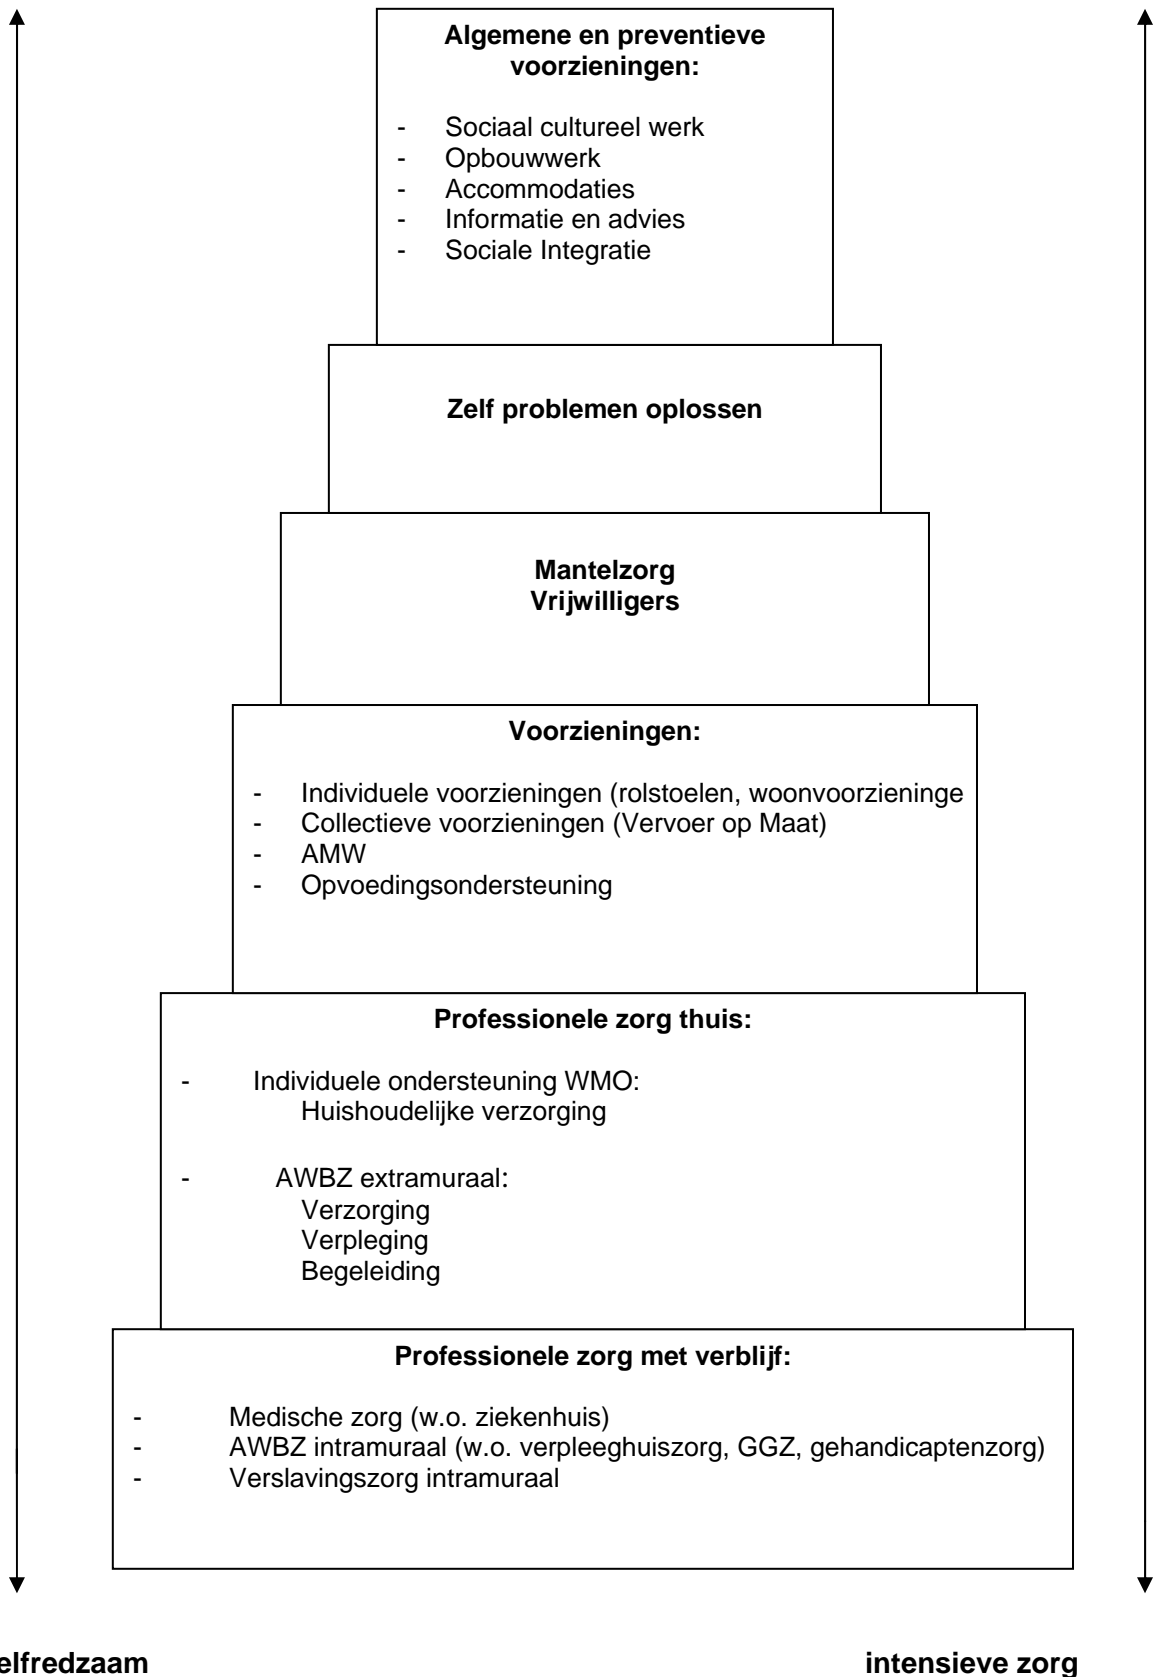 Algemene en preventieve
voorzieningen:
- Sociaal cultureel werk
- Opbouwwerk
- Accommodaties
- Informatie en advies
- Sociale Integratie
Zelf problemen oplossen
Mantelzorg
Vrijwilligers
Voorzieningen:
- Individuele voorzieningen (rolstoelen, woonvoorzieninge
- Collectieve voorzieningen (Vervoer op Maat)
- AMW
- Opvoedingsondersteuning
Professionele zorg thuis:
- Individuele ondersteuning WMO:
Huishoudelijke verzorging
- AWBZ extramuraal:
Verzorging
Verpleging
Begeleiding
Professionele zorg met verblijf:
- Medische zorg (w.o. ziekenhuis)
- AWBZ intramuraal (w.o. verpleeghuiszorg, GGZ, gehandicaptenzorg)
- Verslavingszorg intramuraal
elfredzaam intensieve zorg